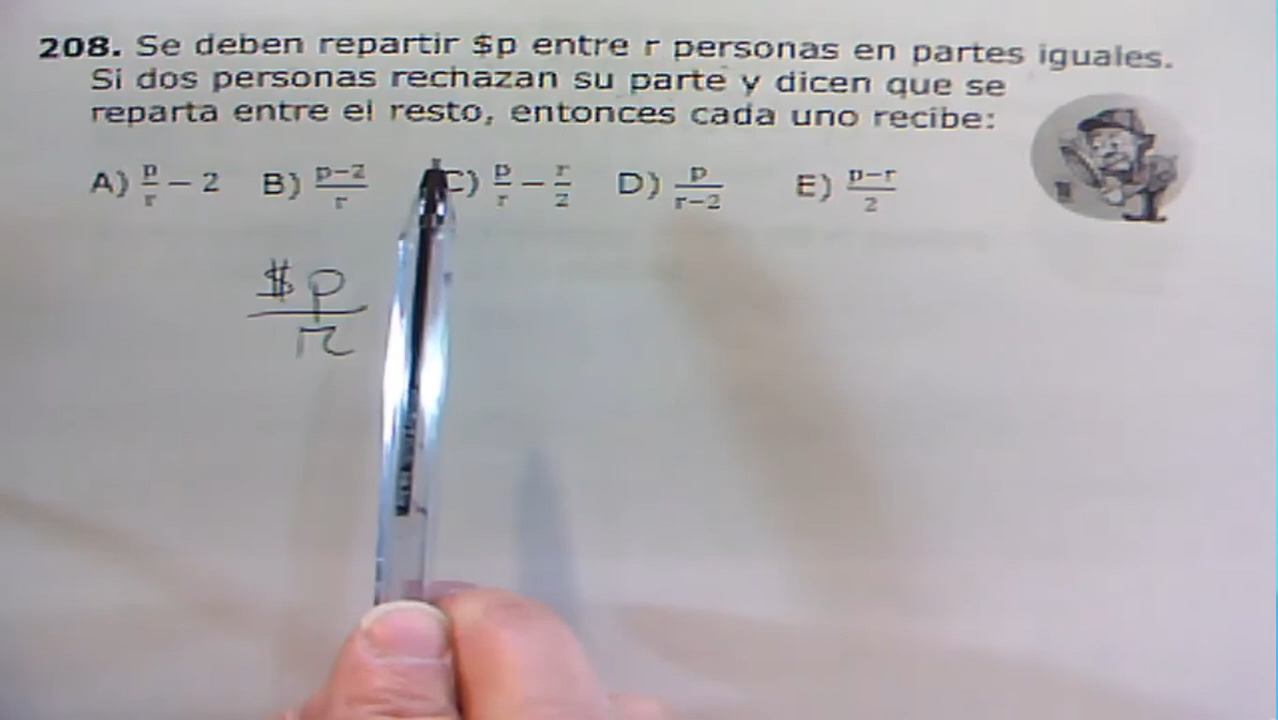 208. Se deben repartir $p entre r personas en partes iguales.
Si dos personas rechazan su parte y dicen que se
reparta entre el resto, entonces cada uno recibe:
A) p/r − 2 B) p−2/r C) p/r − r/2 D) p/r−2 E) p−r/2
$p
r